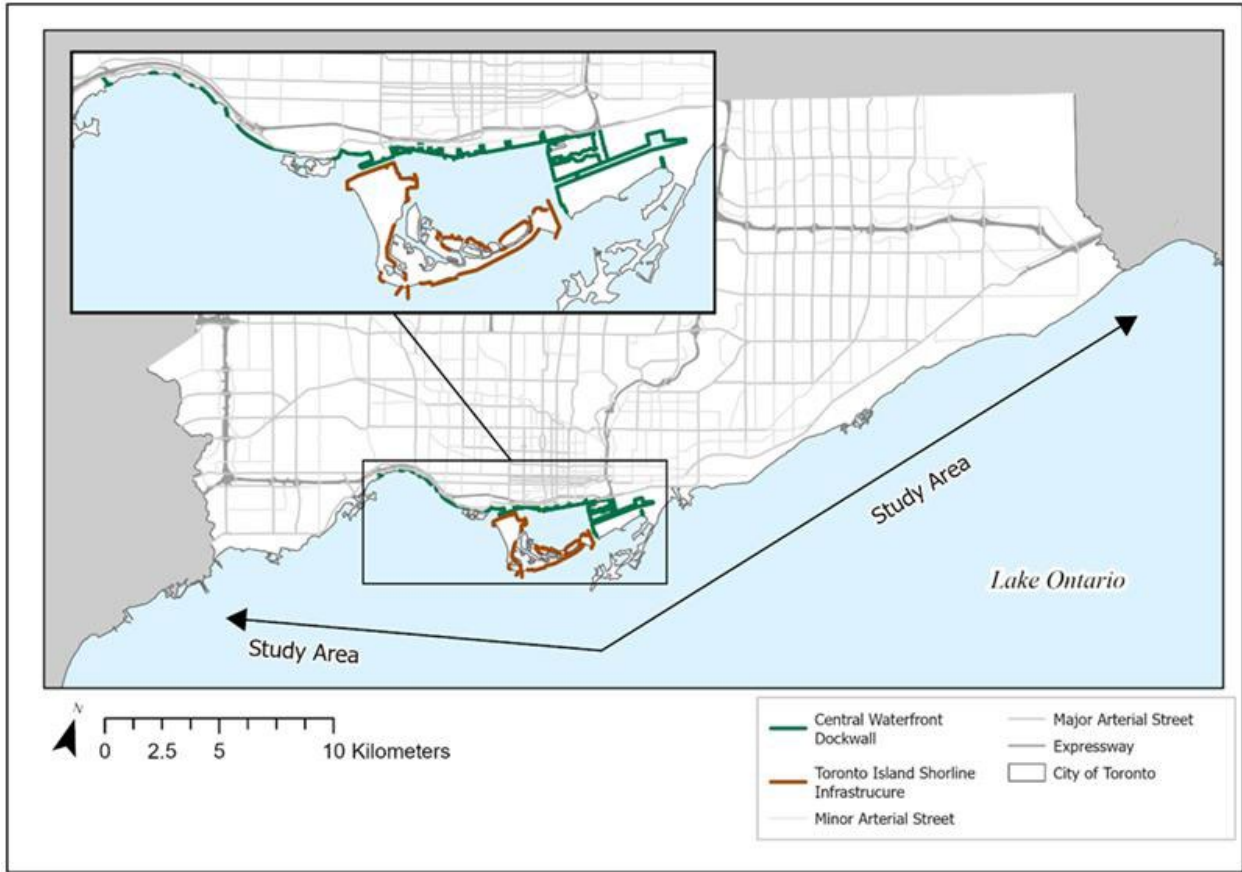 Study Area
Study Area
Lake Ontario
N
0 2.5 5 10 Kilometers
Central Waterfront
Dockwall
Toronto Island Shorline
Infrastrucure
Minor Arterial Street
Major Arterial Street
Expressway
City of Toronto